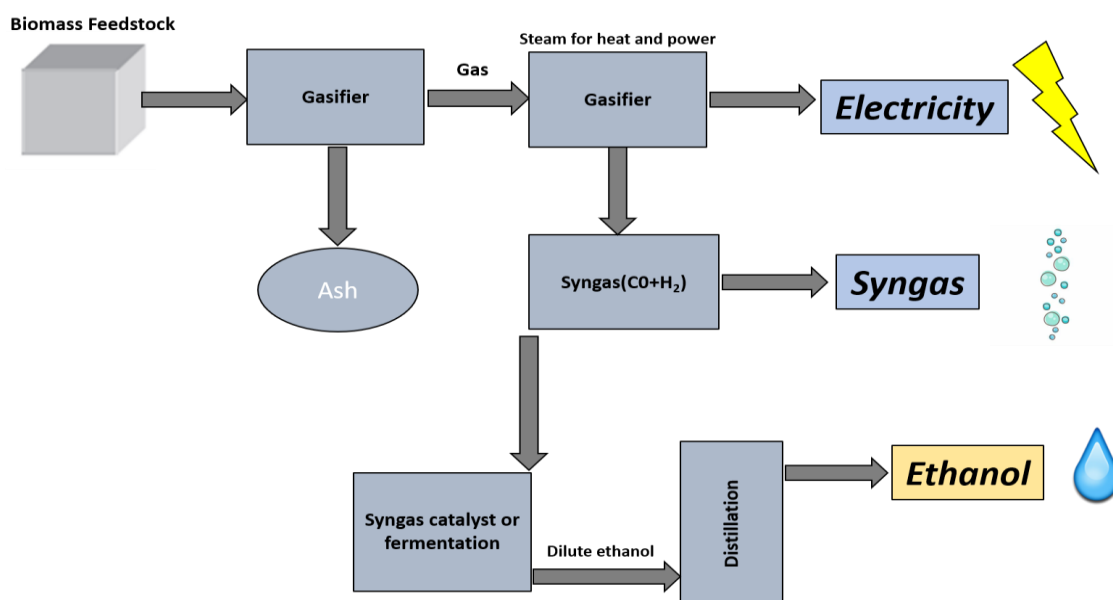 Biomass Feedstock
Steam for heat and power
Gasifier
Gas
Gasifier
Electricity
Ash
Syngas(C0+H₂)
Syngas
Syngas catalyst or
fermentation
Dilute ethanol
Distillation
Ethanol